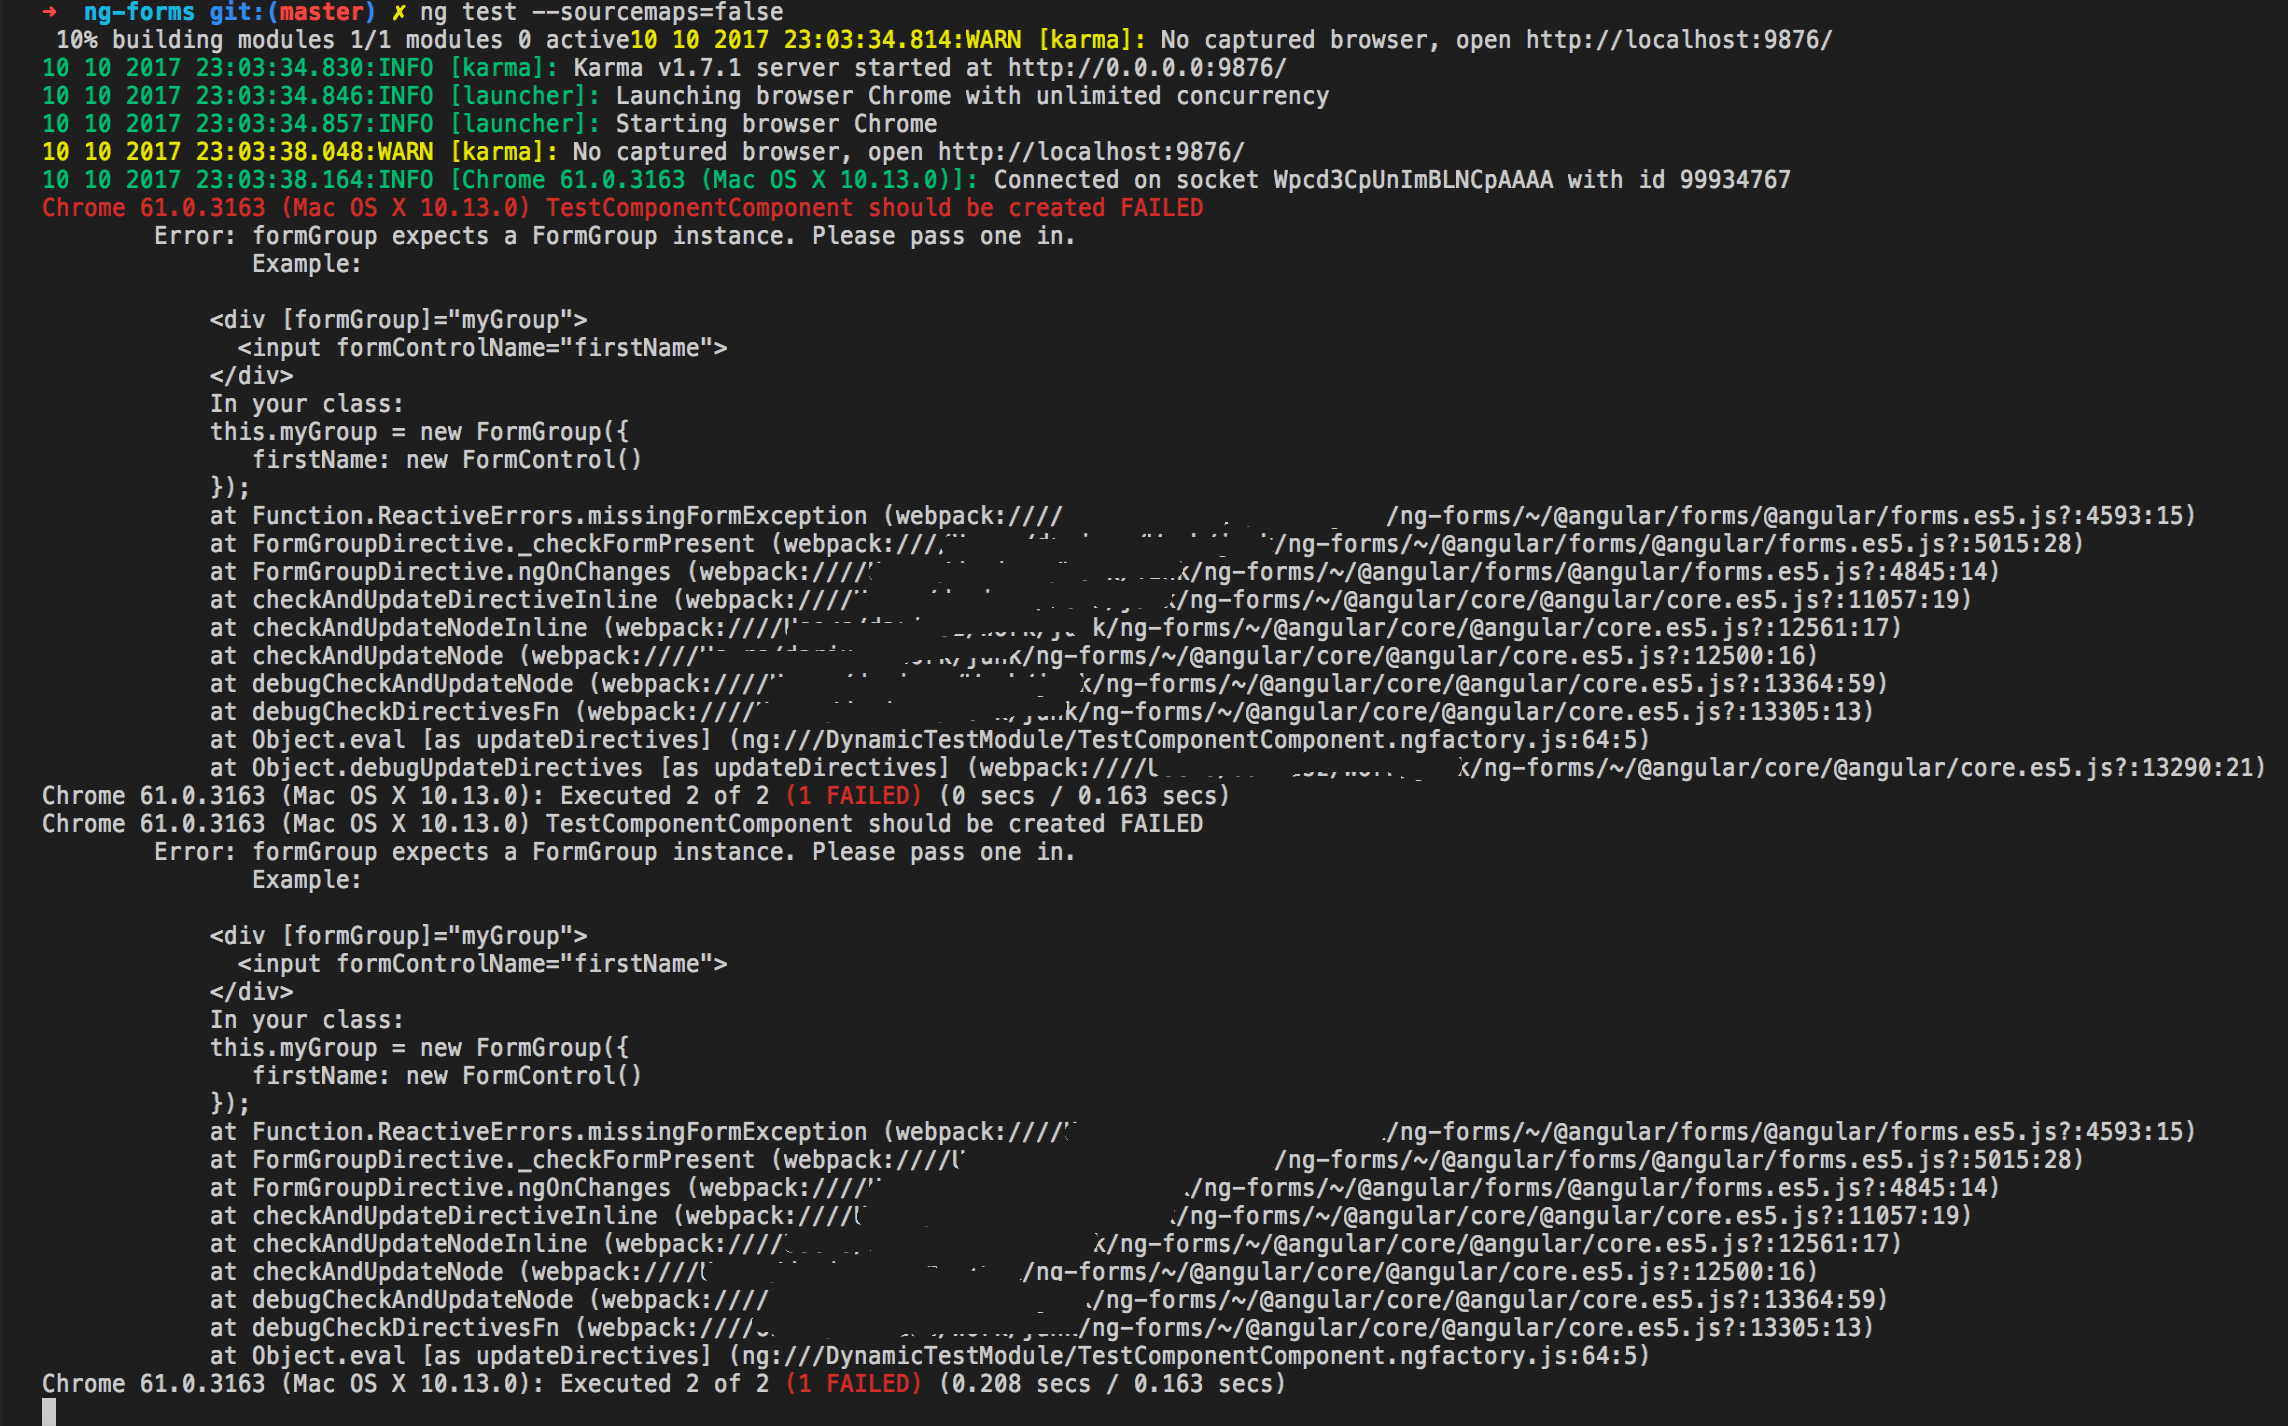 ➜  ng-forms git:(master) ✗ ng test --sourcemaps=false
 10% building modules 1/1 modules 0 active10 10 2017 23:03:34.814:WARN [karma]: No captured browser, open http://localhost:9876/
10 10 2017 23:03:34.830:INFO [karma]: Karma v1.7.1 server started at http://0.0.0.0:9876/
10 10 2017 23:03:34.846:INFO [launcher]: Launching browser Chrome with unlimited concurrency
10 10 2017 23:03:34.857:INFO [launcher]: Starting browser Chrome
10 10 2017 23:03:38.048:WARN [karma]: No captured browser, open http://localhost:9876/
10 10 2017 23:03:38.164:INFO [Chrome 61.0.3163 (Mac OS X 10.13.0)]: Connected on socket Wpcd3CpUnImBLNCpAAAA with id 99934767
Chrome 61.0.3163 (Mac OS X 10.13.0) TestComponentComponent should be created FAILED
        Error: formGroup expects a FormGroup instance. Please pass one in.
               Example:

            <div [formGroup]="myGroup">
              <input formControlName="firstName">
            </div>
            In your class:
            this.myGroup = new FormGroup({
               firstName: new FormControl()
            });
            at Function.ReactiveErrors.missingFormException (webpack:////                       /ng-forms/~/@angular/forms/@angular/forms.es5.js?:4593:15)
            at FormGroupDirective._checkFormPresent (webpack:///                        /ng-forms/~/@angular/forms/@angular/forms.es5.js?:5015:28)
            at FormGroupDirective.ngOnChanges (webpack:////                       /ng-forms/~/@angular/forms/@angular/forms.es5.js?:4845:14)
            at checkAndUpdateDirectiveInline (webpack:////                       /ng-forms/~/@angular/core/@angular/core.es5.js?:11057:19)
            at checkAndUpdateNodeInline (webpack:////                       /ng-forms/~/@angular/core/@angular/core.es5.js?:12561:17)
            at checkAndUpdateNode (webpack:////                       /ng-forms/~/@angular/core/@angular/core.es5.js?:12500:16)
            at debugCheckAndUpdateNode (webpack:////                       /ng-forms/~/@angular/core/@angular/core.es5.js?:13364:59)
            at debugCheckDirectivesFn (webpack:////                       /ng-forms/~/@angular/core/@angular/core.es5.js?:13305:13)
            at Object.eval [as updateDirectives] (ng:///DynamicTestModule/TestComponentComponent.ngfactory.js:64:5)
            at Object.debugUpdateDirectives [as updateDirectives] (webpack:////                       /ng-forms/~/@angular/core/@angular/core.es5.js?:13290:21)
Chrome 61.0.3163 (Mac OS X 10.13.0): Executed 2 of 2 (1 FAILED) (0 secs / 0.163 secs)
Chrome 61.0.3163 (Mac OS X 10.13.0) TestComponentComponent should be created FAILED
        Error: formGroup expects a FormGroup instance. Please pass one in.
               Example:

            <div [formGroup]="myGroup">
              <input formControlName="firstName">
            </div>
            In your class:
            this.myGroup = new FormGroup({
               firstName: new FormControl()
            });
            at Function.ReactiveErrors.missingFormException (webpack:////                       /ng-forms/~/@angular/forms/@angular/forms.es5.js?:4593:15)
            at FormGroupDirective._checkFormPresent (webpack:////                       /ng-forms/~/@angular/forms/@angular/forms.es5.js?:5015:28)
            at FormGroupDirective.ngOnChanges (webpack:////                       /ng-forms/~/@angular/forms/@angular/forms.es5.js?:4845:14)
            at checkAndUpdateDirectiveInline (webpack:////                       /ng-forms/~/@angular/core/@angular/core.es5.js?:11057:19)
            at checkAndUpdateNodeInline (webpack:////                       /ng-forms/~/@angular/core/@angular/core.es5.js?:12561:17)
            at checkAndUpdateNode (webpack:////                       /ng-forms/~/@angular/core/@angular/core.es5.js?:12500:16)
            at debugCheckAndUpdateNode (webpack:////                       /ng-forms/~/@angular/core/@angular/core.es5.js?:13364:59)
            at debugCheckDirectivesFn (webpack:////                       /ng-forms/~/@angular/core/@angular/core.es5.js?:13305:13)
            at Object.eval [as updateDirectives] (ng:///DynamicTestModule/TestComponentComponent.ngfactory.js:64:5)
Chrome 61.0.3163 (Mac OS X 10.13.0): Executed 2 of 2 (1 FAILED) (0.208 secs / 0.163 secs)